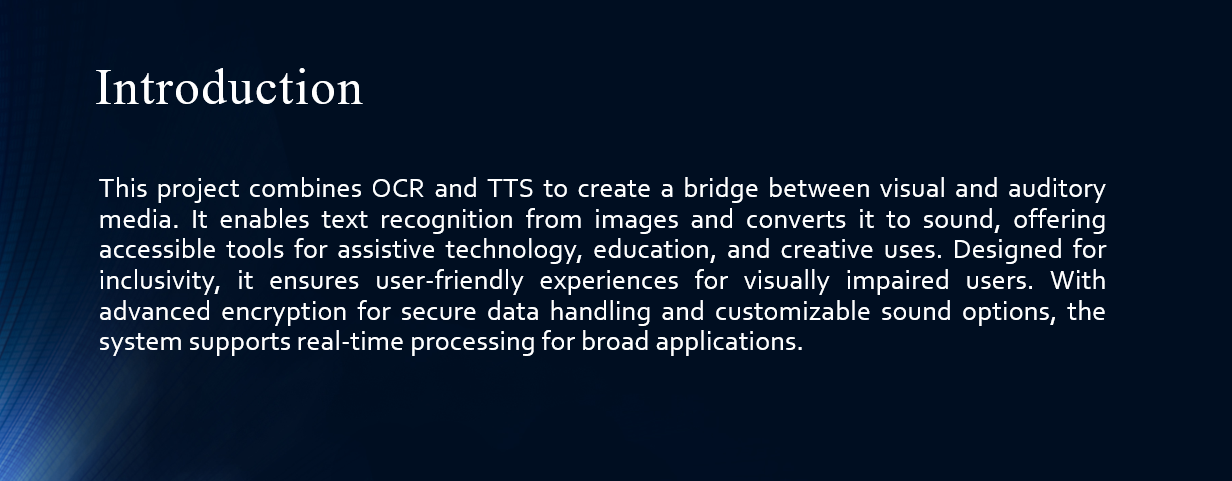 Introduction
This project combines OCR and TTS to create a bridge between visual and auditory
media. It enables text recognition from images and converts it to sound, offering
accessible tools for assistive technology, education, and creative uses. Designed for
inclusivity, it ensures user-friendly experiences for visually impaired users. With
advanced encryption for secure data handling and customizable sound options, the
system supports real-time processing for broad applications.